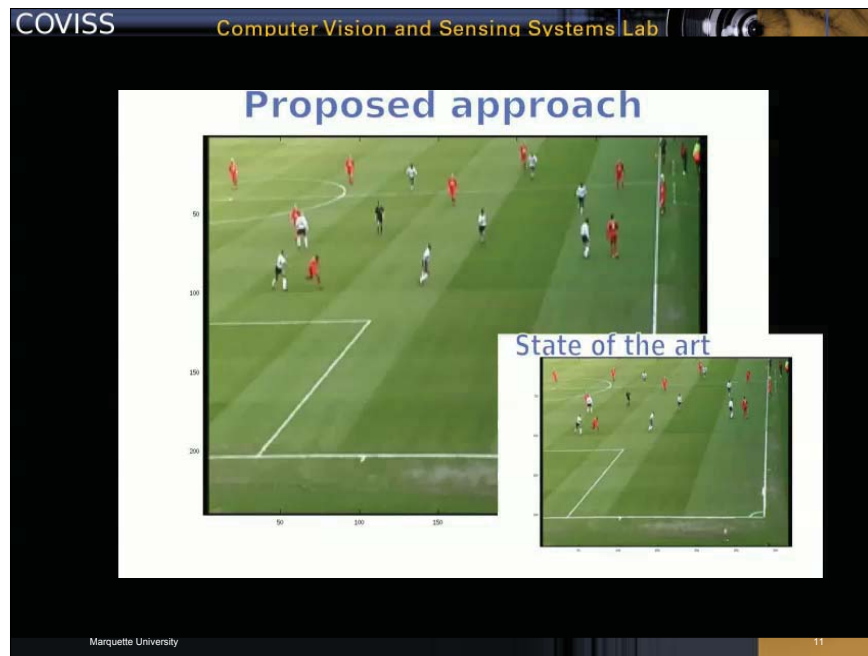 COVISS
Computer Vision and Sensing Systems Lab
Proposed approach
50
100
150
200
50
100
150
State of the art
Marquette University
11